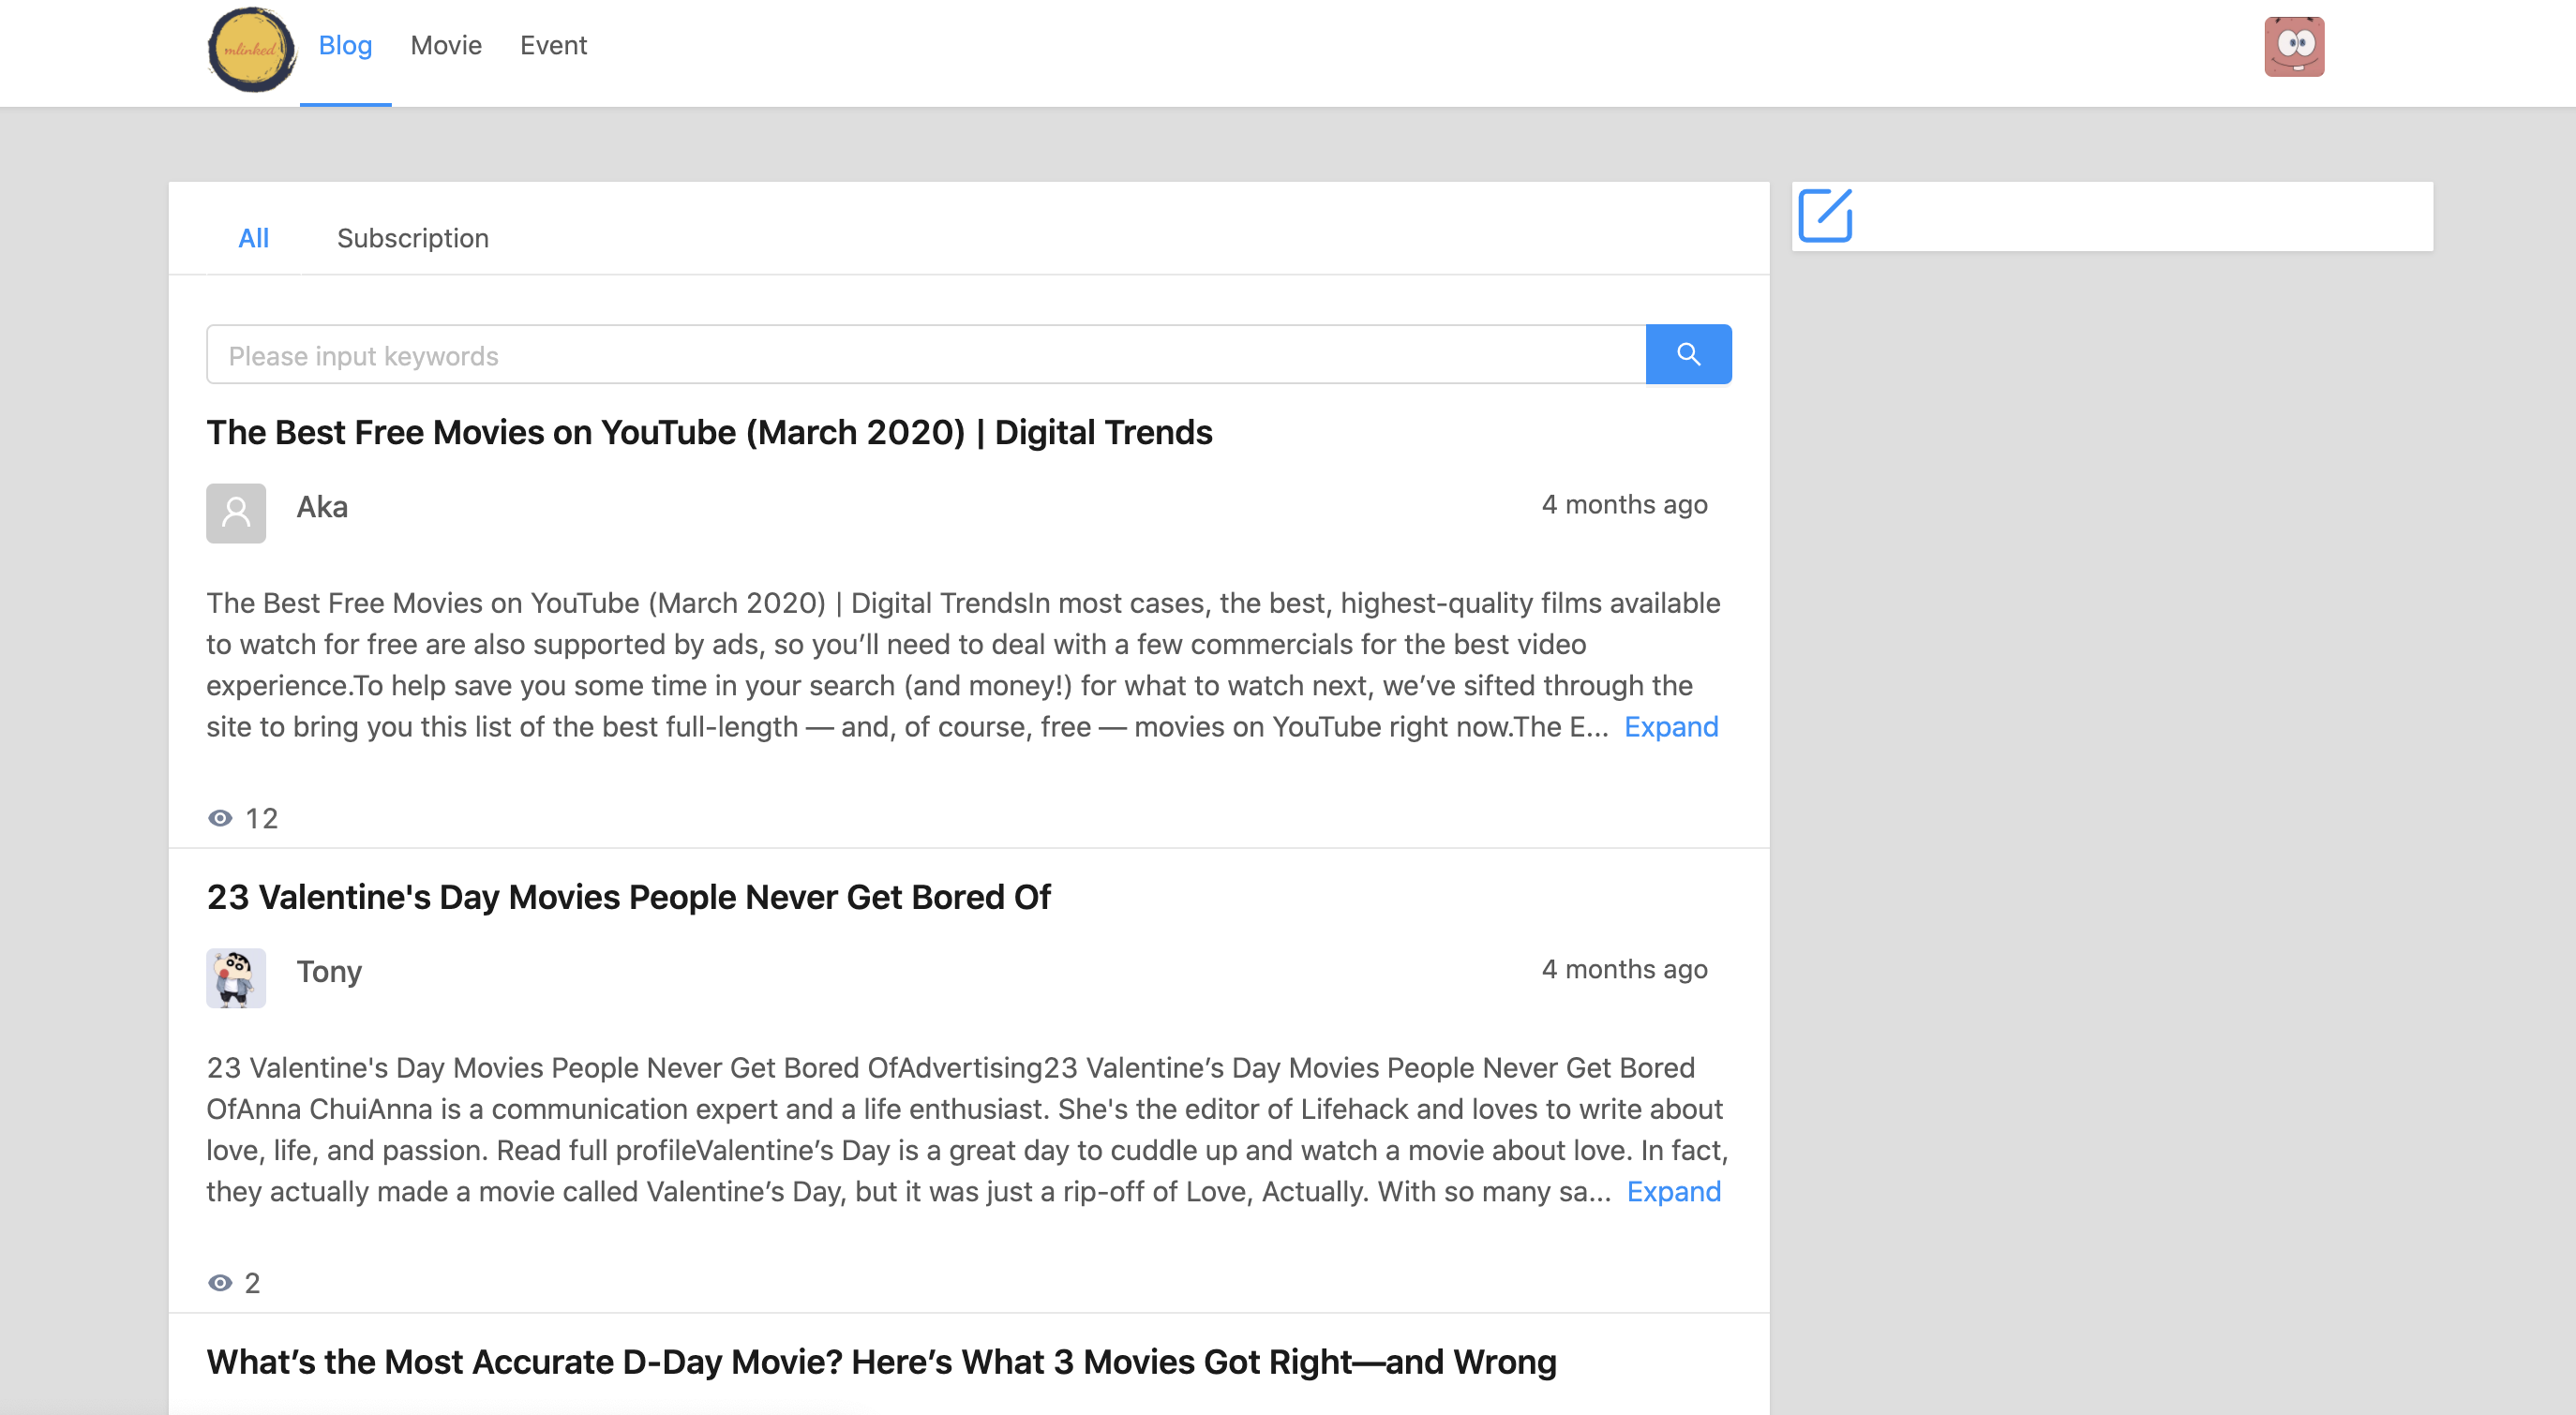 mlinked
Blog Movie Event
All Subscription
Please input keywords
The Best Free Movies on YouTube (March 2020) | Digital Trends
Aka 4 months ago
The Best Free Movies on YouTube (March 2020) | Digital TrendsIn most cases, the best, highest-quality films available
to watch for free are also supported by ads, so you’ll need to deal with a few commercials for the best video
experience.To help save you some time in your search (and money!) for what to watch next, we’ve sifted through the
site to bring you this list of the best full-length — and, of course, free — movies on YouTube right now.The E... Expand
12
23 Valentine's Day Movies People Never Get Bored Of
Tony 4 months ago
23 Valentine's Day Movies People Never Get Bored OfAdvertising23 Valentine’s Day Movies People Never Get Bored
OfAnna ChuiAnna is a communication expert and a life enthusiast. She's the editor of Lifehack and loves to write about
love, life, and passion. Read full profileValentine’s Day is a great day to cuddle up and watch a movie about love. In fact,
they actually made a movie called Valentine’s Day, but it was just a rip-off of Love, Actually. With so many sa... Expand
2
What’s the Most Accurate D-Day Movie? Here’s What 3 Movies Got Right—and Wrong